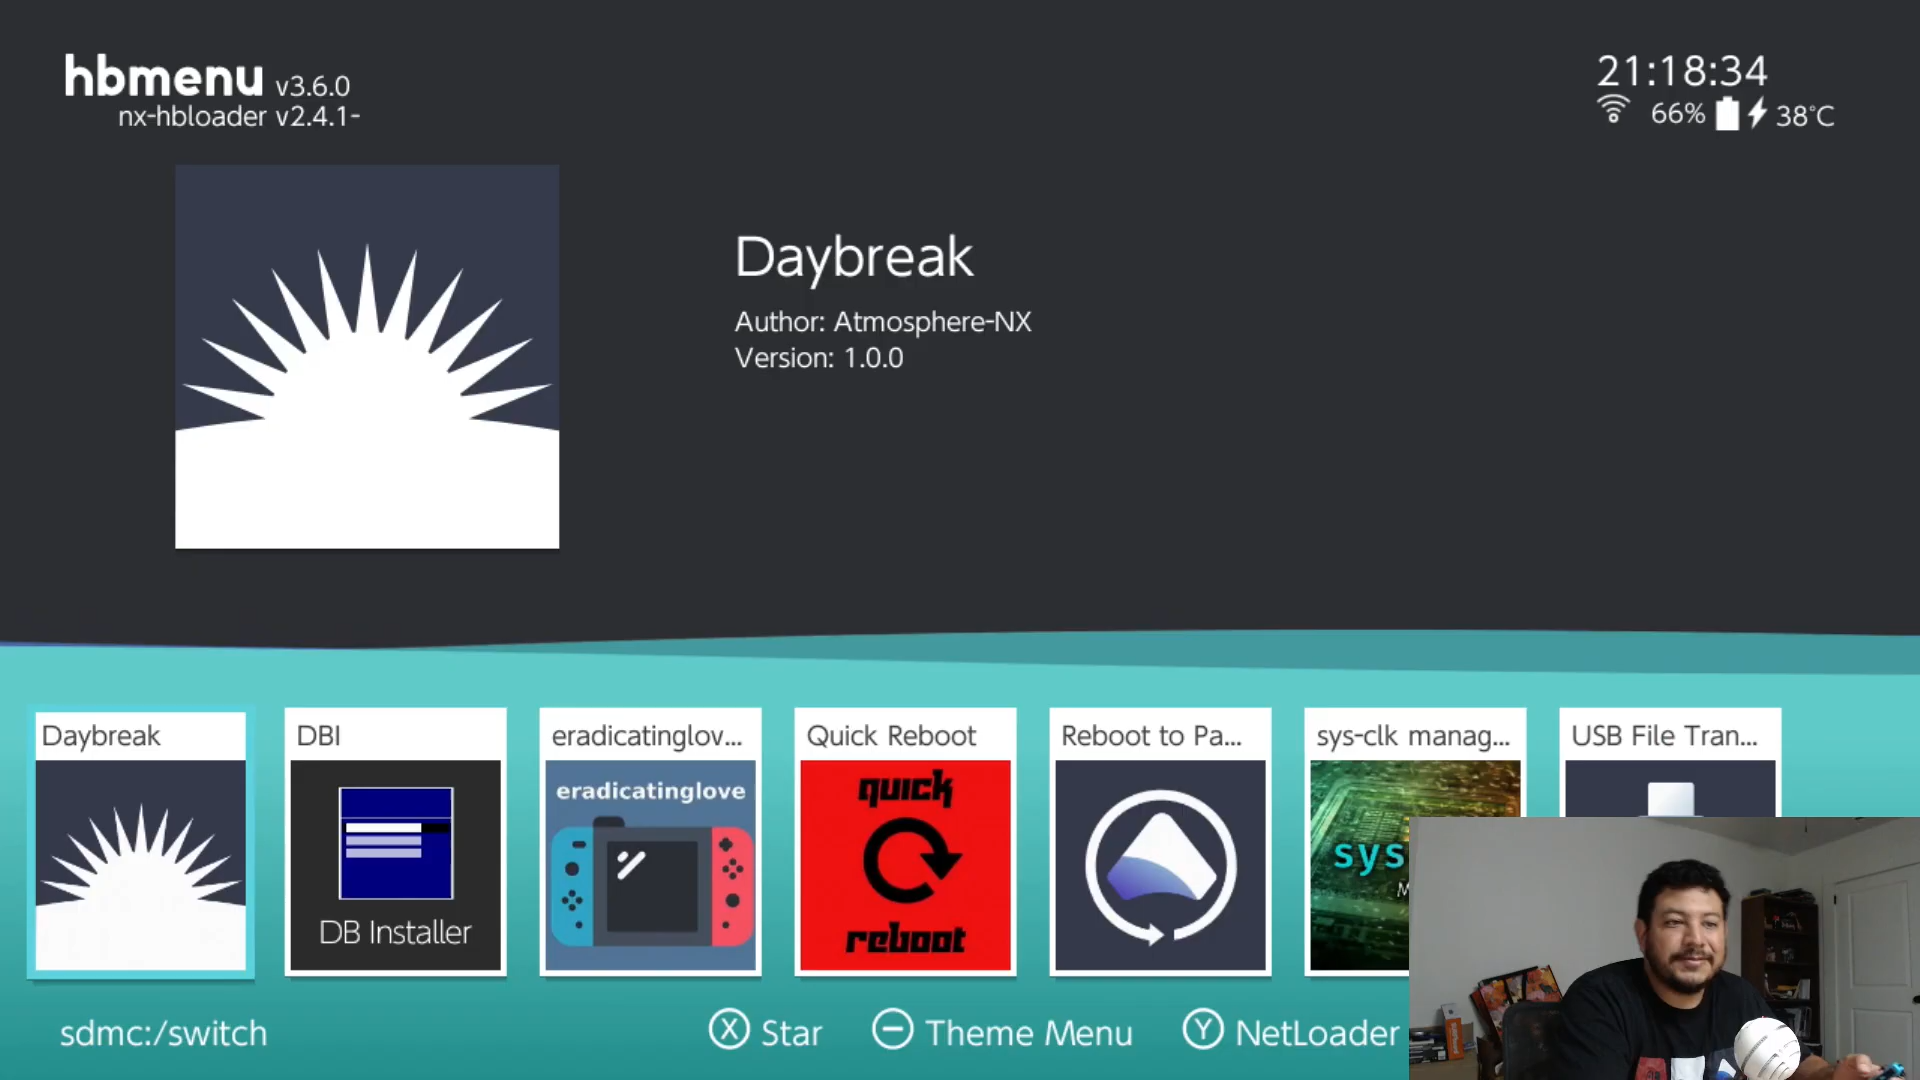 hbmenu v3.6.0
nx-hbloader v2.4.1-
21:18:34
66% 38°C
Daybreak
Author: Atmosphere-NX
Version: 1.0.0
Daybreak
DBI
DB Installer
eradicatinglov...
eradicatinglove
Quick Reboot
quick
reboot
Reboot to Pa...
sys-clk manag...
sys
M
USB File Tran...
sdmc:/switch
X Star
Theme Menu
Y NetLoader